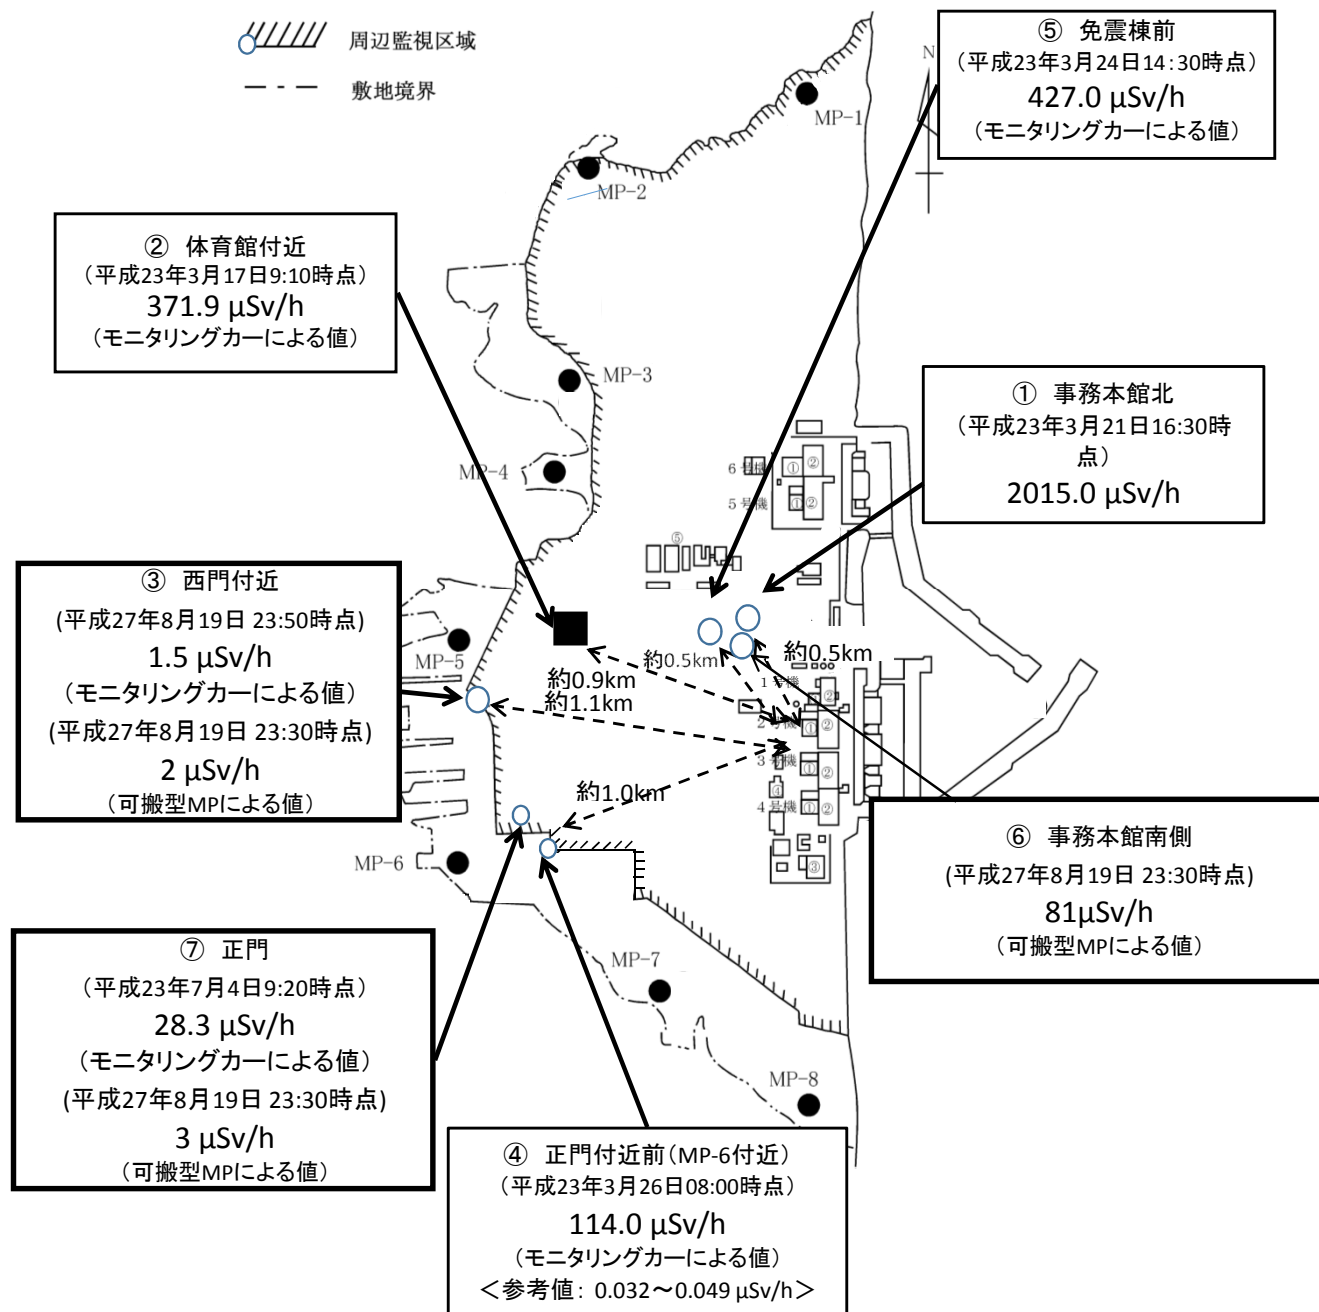 周辺監視区域
敷地境界
⑤ 免震棟前
(平成23年3月24日14:30時点)
427.0 μSv/h
(モニタリングカーによる値)
N
MP-1
MP-2
② 体育館付近
(平成23年3月17日9:10時点)
371.9 μSv/h
(モニタリングカーによる値)
MP-3
① 事務本館北
(平成23年3月21日16:30時
点)
2015.0 μSv/h
MP-4
6号機
①
②
5号機
①
②
⑤
③ 西門付近
(平成27年8月19日 23:50時点)
1.5 μSv/h
(モニタリングカーによる値)
(平成27年8月19日 23:30時点)
2 μSv/h
(可搬型MPによる値)
MP-5
約0.5km
約0.5km
約0.9km
約1.1km
1号機
②
2号機
①
②
3号機
①
②
④
約1.0km
4号機
①
②
③
MP-6
⑥ 事務本館南側
(平成27年8月19日 23:30時点)
81μSv/h
(可搬型MPによる値)
⑦ 正門
(平成23年7月4日9:20時点)
28.3 μSv/h
(モニタリングカーによる値)
(平成27年8月19日 23:30時点)
3 μSv/h
(可搬型MPによる値)
MP-7
MP-8
④ 正門付近前(MP-6付近)
(平成23年3月26日08:00時点)
114.0 μSv/h
(モニタリングカーによる値)
<参考値: 0.032~0.049 μSv/h>